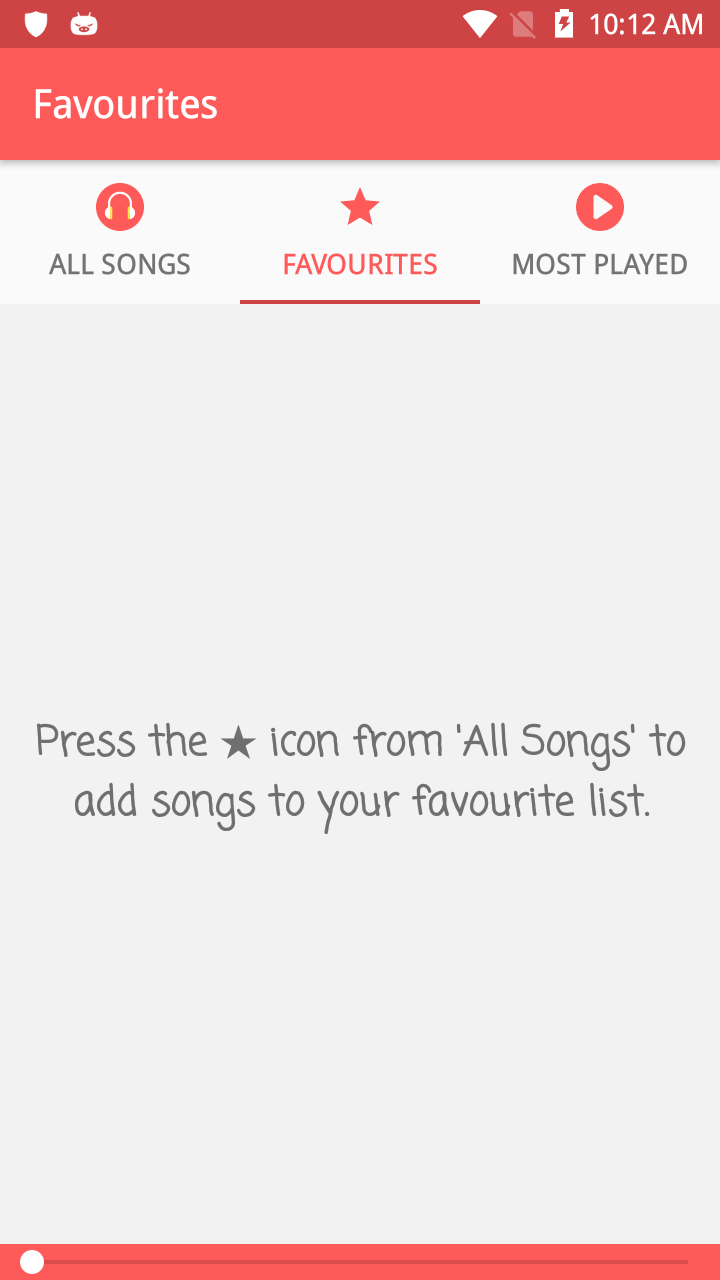 10:12 AM
Favourites
ALL SONGS
FAVOURITES
MOST PLAYED
Press the ★ icon from 'All Songs' to
add songs to your favourite list.